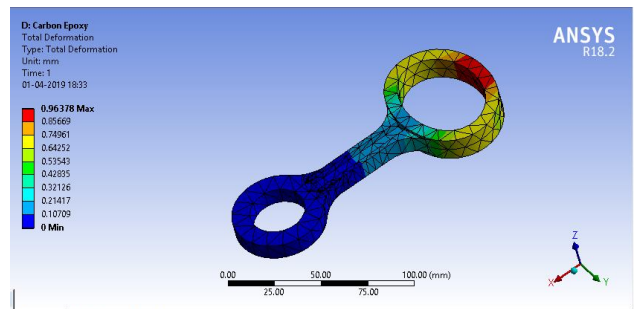 D: Carbon Epoxy
Total Deformation
Type: Total Deformation
Unit: mm
Time: 1
01-04-2019 18:33
0.96378 Max
0.85669
0.74961
0.64252
0.53543
0.42835
0.32126
0.21417
0.10709
0 Min
ANSYS
R18.2
0.00
50.00
100.00 (mm)
25.00
75.00
Z
X
Y